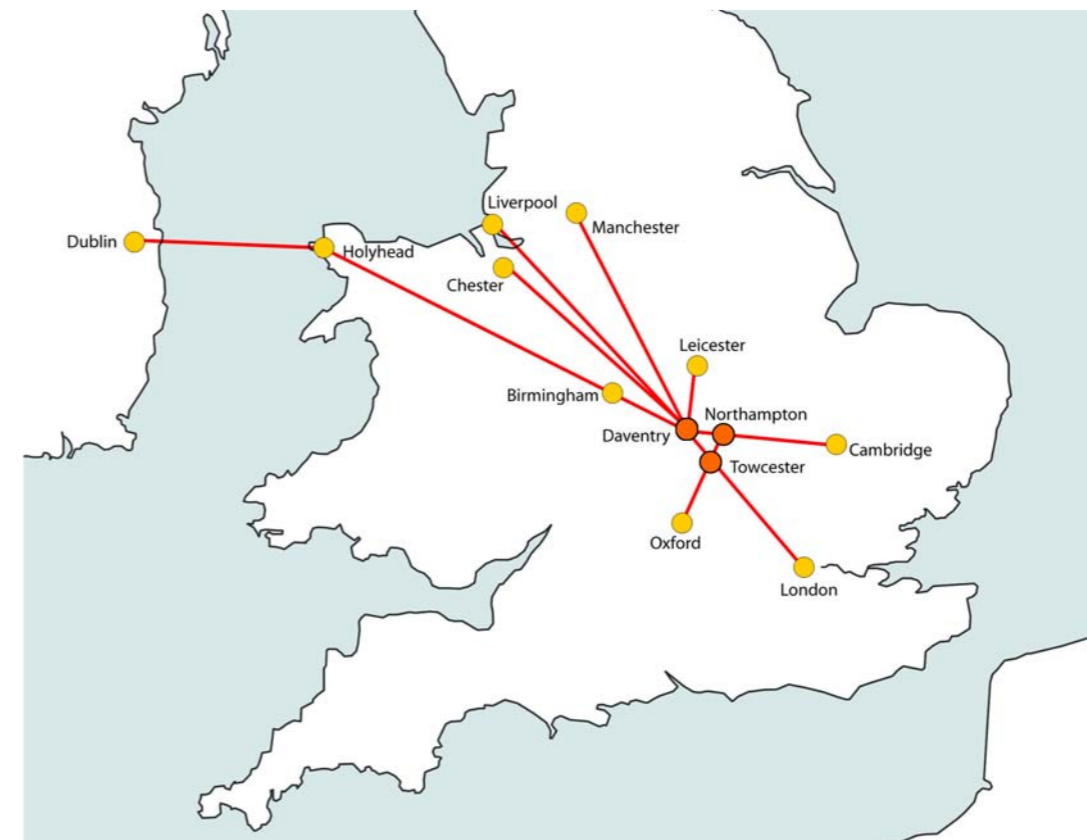 Liverpool
Manchester
Dublin
Holyhead
Chester
Leicester
Birmingham
Northampton
Daventry
Cambridge
Towcester
Oxford
London